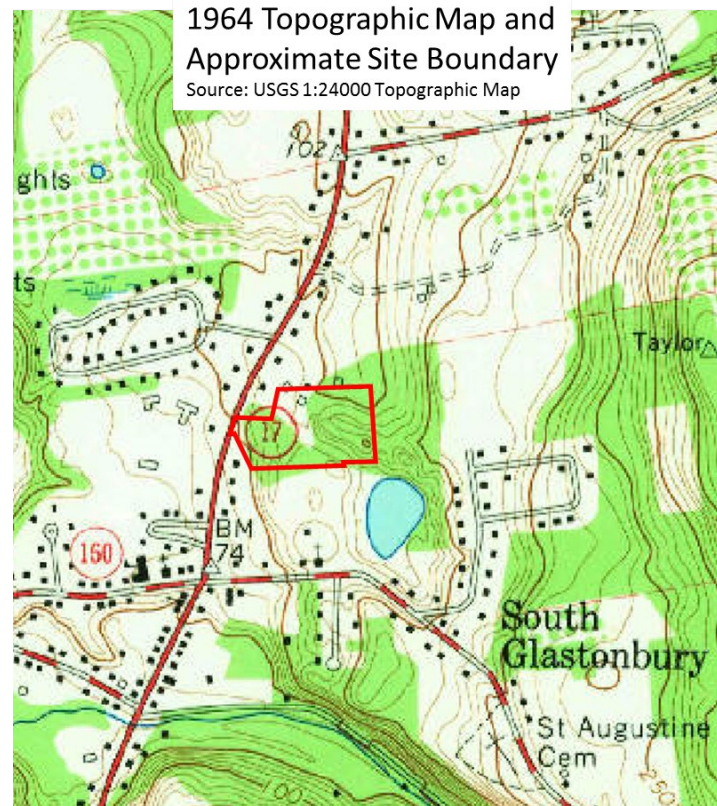 1964 Topographic Map and
Approximate Site Boundary
Source: USGS 1:24000 Topographic Map
102
ghts
ts
Taylor
17
BM
74
160
South
Glastonbury
St Augustine
Cem
100
250